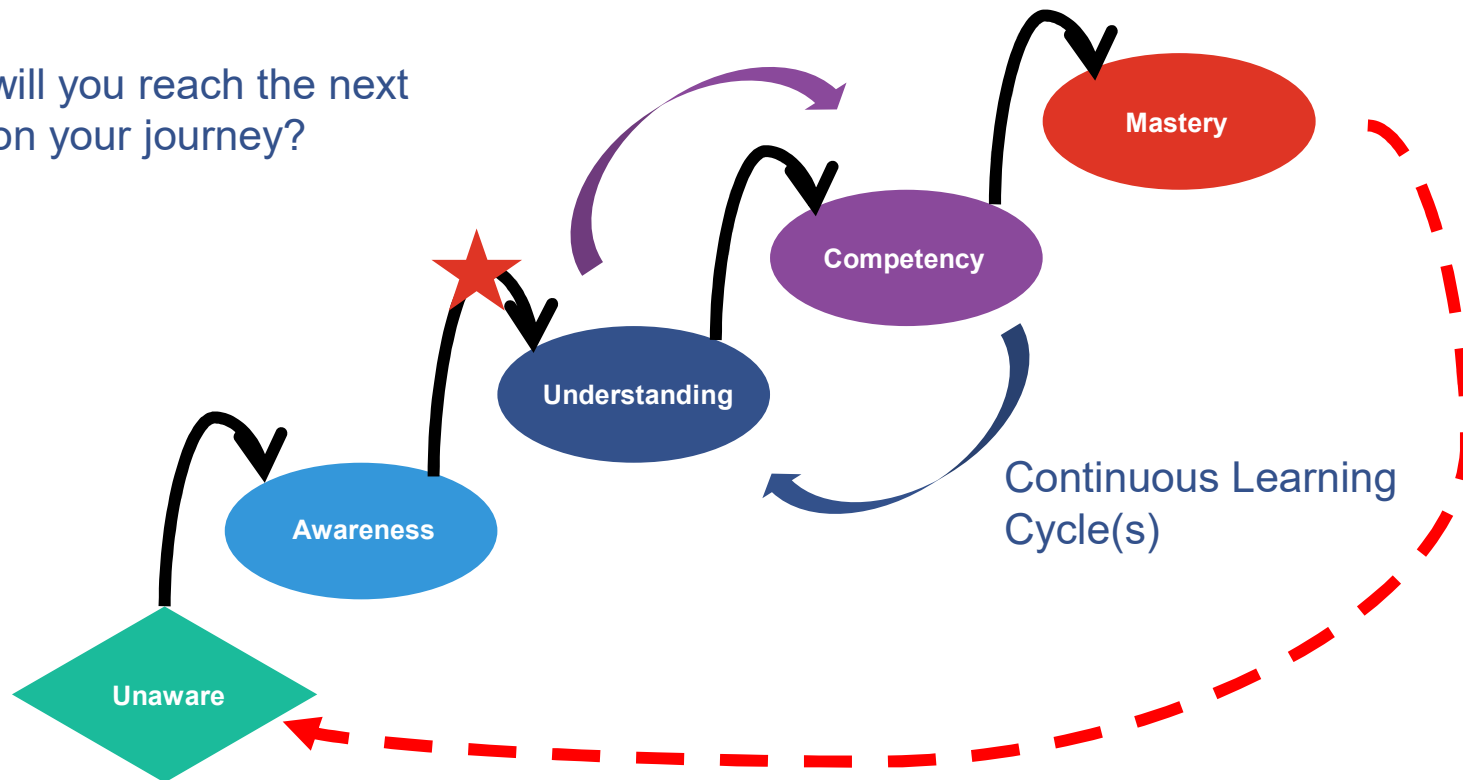 will you reach the next
on your journey?
Mastery
Competency
Understanding
Continuous Learning
Cycle(s)
Awareness
Unaware